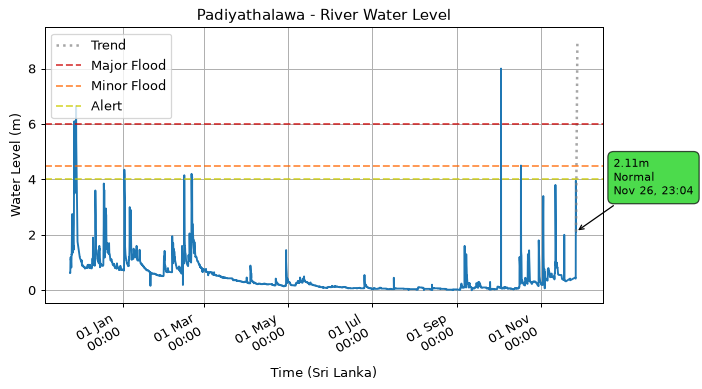 Padiyathalawa - River Water Level
Trend
Major Flood
Minor Flood
Alert
8
6
4
2
0
Water Level (m)
2.11m
Normal
Nov 26, 23:04
01 Jan
00:00
01 Mar
00:00
01 May
00:00
01 Jul
00:00
01 Sep
00:00
01 Nov
00:00
Time (Sri Lanka)